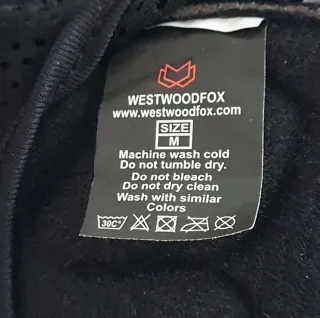 WESTWOODFOX
www.westwoodfox.com
SIZE
M
Machine wash cold
Do not tumble dry.
Do not bleach
Do not dry clean
Wash with similar
Colors
30C°